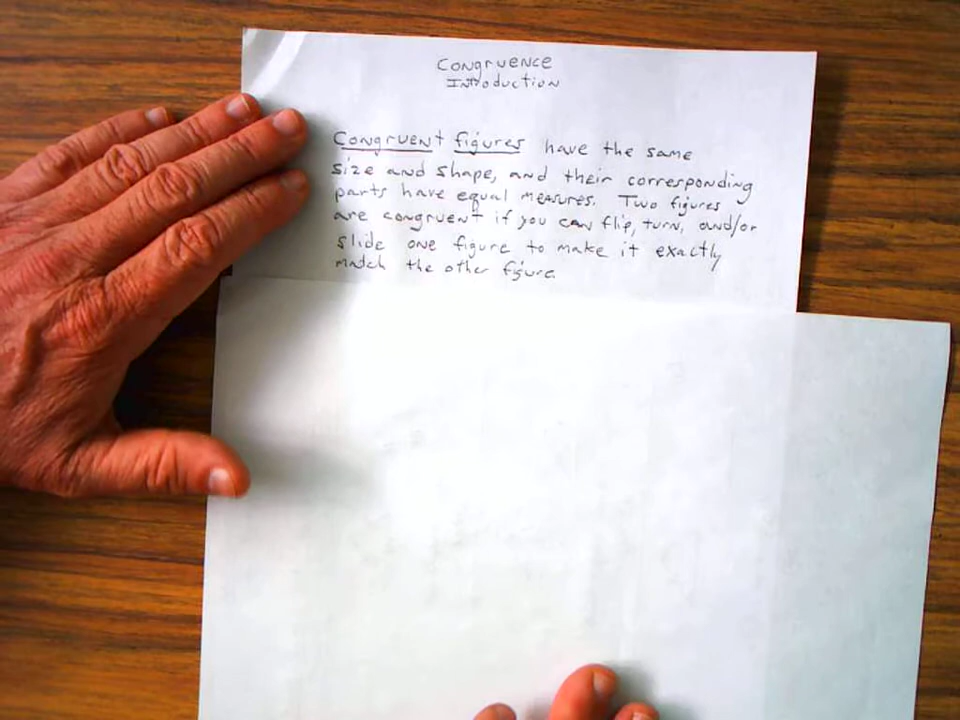 Congruence
Introduction
Congruent figures have the same
size and shape, and their corresponding
parts have equal measures. Two figures
are congruent if you can flip, turn, and/or
slide one figure to make it exactly
match the other figure.